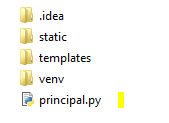 .idea
static
templates
venv
principal.py